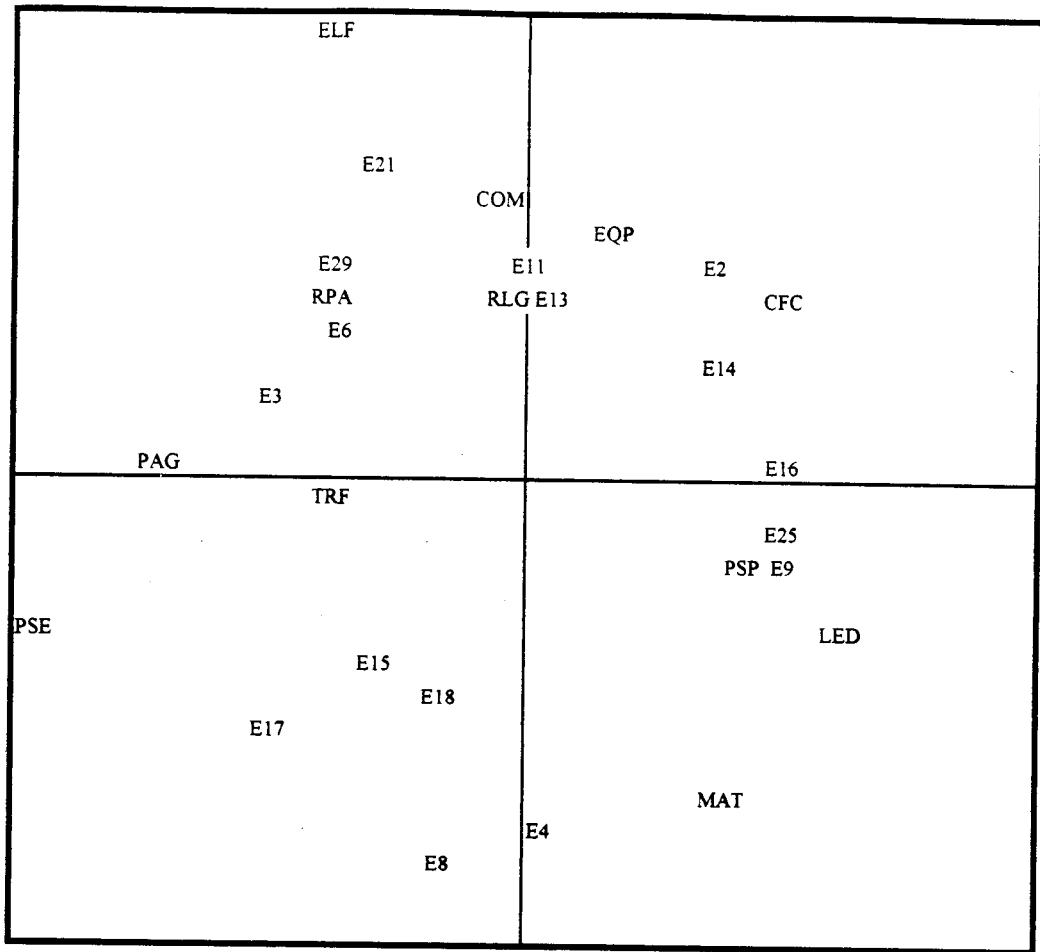 ELF
E21
COM
EQP
E29
E11
E2
RPA
RLG E13
CFC
E6
E14
E3
PAG
E16
TRF
E25
PSP E9
PSE
LED
E15
E18
E17
MAT
E4
E8